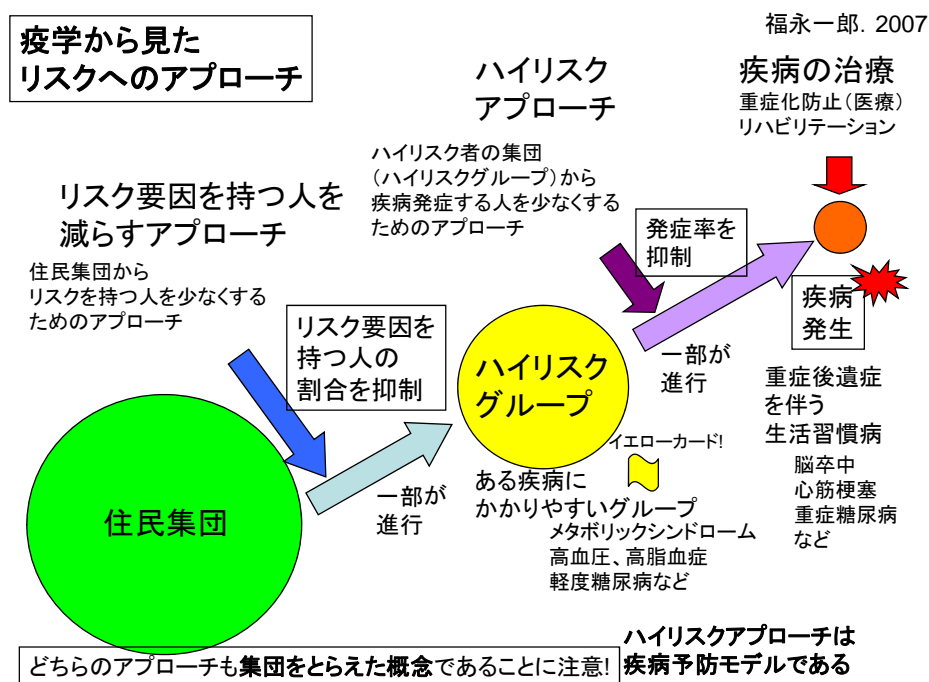 疫学から見た
リスクへのアプローチ
福永一郎. 2007
ハイリスク
アプローチ
ハイリスク者の集団
（ハイリスクグループ）から
疾病発症する人を少なくする
ためのアプローチ
疾病の治療
重症化防止（医療）
リハビリテーション
リスク要因を持つ人を
減らすアプローチ
住民集団から
リスクを持つ人を少なくする
ためのアプローチ
発症率を
抑制
リスク要因を
持つ人の
割合を抑制
疾病
発生
ハイリスク
グループ
一部が
進行
イエローカード!
重症後遺症
を伴う
生活習慣病
脳卒中
心筋梗塞
重症糖尿病
など
住民集団
一部が
進行
ある疾病に
かかりやすいグループ
メタボリックシンドローム
高血圧、高脂血症
軽度糖尿病など
どちらのアプローチも集団をとらえた概念であることに注意!
ハイリスクアプローチは
疾病予防モデルである